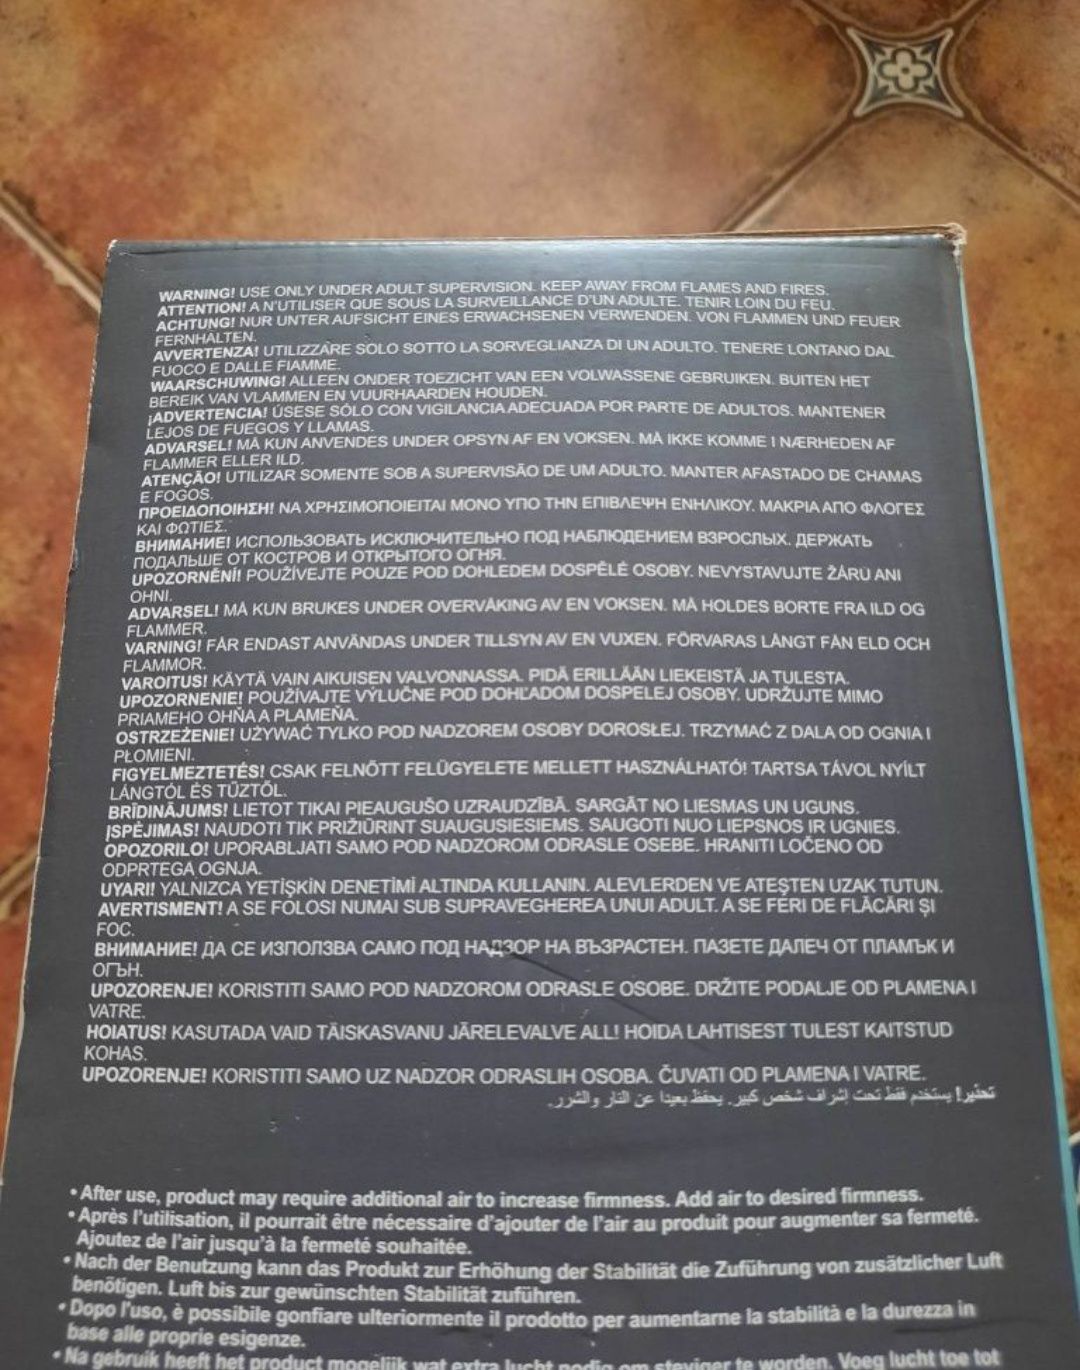 WARNING! USE ONLY UNDER ADULT SUPERVISION. KEEP AWAY FROM FLAMES AND FIRES.
ATTENTION! A N'UTILISER QUE SOUS LA SURVEILLANCE D'UN ADULTE. TENIR LOIN DU FEU.
ACHTUNG! NUR UNTER AUFSICHT EINES ERWACHSENEN VERWENDEN. VON FLAMMEN UND FEUER
FERNHALTEN.
AVVERTENZA! UTILIZZARE SOLO SOTTO LA SORVEGLIANZA DI UN ADULTO. TENERE LONTANO DAL
FUOCO E DALLE FIAMME.
WAARSCHUWING! ALLEEN ONDER TOEZICHT VAN EEN VOLWASSENE GEBRUIKEN. BUITEN HET
BEREIK VAN VLAMMEN EN VUURHAARDEN HOUDEN.
¡ADVERTENCIA! ÚSESE SÓLO CON VIGILANCIA ADECUADA POR PARTE DE ADULTOS. MANTENER
LEJOS DE FUEGOS Y LLAMAS.
ADVARSEL! MÅ KUN ANVENDES UNDER OPSYN AF EN VOKSEN. MÅ IKKE KOMME I NÆRHEDEN AF
FLAMMER ELLER ILD.
ATENÇÃO! UTILIZAR SOMENTE SOB A SUPERVISÃO DE UM ADULTO. MANTER AFASTADO DE CHAMAS
E FOGOS.
ΠΡΟΕΙΔΟΠΟΙΗΣΗ! ΝΑ ΧΡΗΣΙΜΟΠΟΙΕΙΤΑΙ ΜΟΝΟ ΥΠΟ ΤΗΝ ΕΠΙΒΛΕΨΗ ΕΝΗΛΙΚΟΥ. ΜΑΚΡΙΑ ΑΠΟ ΦΛΟΓΕΣ
ΚΑΙ ΦΩΤΙΕΣ.
ВНИМАНИЕ! ИСПОЛЬЗОВАТЬ ИСКЛЮЧИТЕЛЬНО ПОД НАБЛЮДЕНИЕМ ВЗРОСЛЫХ. ДЕРЖАТЬ
ПОДАЛЬШЕ ОТ КОСТРОВ И ОТКРЫТОГО ОГНЯ.
UPOZORNĚNÍ! POUŽÍVEJTE POUZE POD DOHLEDEM DOSPĚLÉ OSOBY. NEVYSTAVUJTE ŽÁRU ANI
OHNI.
ADVARSEL! MÅ KUN BRUKES UNDER OVERVÅKING AV EN VOKSEN. MÅ HOLDES BORTE FRA ILD OG
FLAMMER.
VARNING! FÅR ENDAST ANVÄNDAS UNDER TILLSYN AV EN VUXEN. FÖRVARAS LÅNGT FÅN ELD OCH
FLAMMOR.
VAROITUS! KÄYTÄ VAIN AIKUISEN VALVONNASSA. PIDÄ ERILLÄÄN LIEKEISTÄ JA TULESTA.
UPOZORNENIE! POUŽÍVAJTE VÝLUČNE POD DOHĽADOM DOSPELEJ OSOBY. UDRŽUJTE MIMO
PRIAMEHO OHŇA A PLAMEŇA.
OSTRZEŻENIE! UŻYWAĆ TYLKO POD NADZOREM OSOBY DOROSŁEJ. TRZYMAĆ Z DALA OD OGNIA I
PŁOMIENI.
FIGYELMEZTETÉS! CSAK FELNŐTT FELÜGYELETE MELLETT HASZNÁLHATÓ! TARTSA TÁVOL NYÍLT
LÁNGTÓL ÉS TŰZTŐL.
BRĪDINĀJUMS! LIETOT TIKAI PIEAUGUŠO UZRAUDZĪBĀ. SARGĀT NO LIESMAS UN UGUNS.
ĮSPĖJIMAS! NAUDOTI TIK PRIŽIŪRINT SUAUGUSIESIEMS. SAUGOTI NUO LIEPSNOS IR UGNIES.
OPOZORILO! UPORABLJATI SAMO POD NADZOROM ODRASLE OSEBE. HRANITI LOČENO OD
ODPRTEGA OGNJA.
UYARI! YALNIZCA YETİŞKİN DENETİMİ ALTINDA KULLANIN. ALEVLERDEN VE ATEŞTEN UZAK TUTUN.
AVERTISMENT! A SE FOLOSI NUMAI SUB SUPRAVEGHEREA UNUI ADULT. A SE FERI DE FLĂCĂRI ȘI
FOC.
ВНИМАНИЕ! ДА СЕ ИЗПОЛЗВА САМО ПОД НАДЗОР НА ВЪЗРАСТЕН. ПАЗЕТЕ ДАЛЕЧ ОТ ПЛАМЪК И
ОГЪН.
UPOZORENJE! KORISTITI SAMO POD NADZOROM ODRASLE OSOBE. DRŽITE PODALJE OD PLAMENA I
VATRE.
HOIATUS! KASUTADA VAID TÄISKASVANU JÄRELEVALVE ALL! HOIDA LAHTISEST TULEST KAITSTUD
KOHAS.
UPOZORENJE! KORISTITI SAMO UZ NADZOR ODRASLIH OSOBA. ČUVATI OD PLAMENA I VATRE.
تحذير! يستخدم فقط تحت إشراف شخص كبير. يحفظ بعيدا عن النار والشرر.
• After use, product may require additional air to increase firmness. Add air to desired firmness.
• Après l'utilisation, il pourrait être nécessaire d'ajouter de l'air au produit pour augmenter sa fermeté.
Ajoutez de l'air jusqu'à la fermeté souhaitée.
• Nach der Benutzung kann das Produkt zur Erhöhung der Stabilität die Zuführung von zusätzlicher Luft
benötigen. Luft bis zur gewünschten Stabilität zuführen.
• Dopo l'uso, è possibile gonfiare ulteriormente il prodotto per aumentarne la stabilità e la durezza in
base alle proprie esigenze.
• Na gebruik heeft het product mogelijk wat extra lucht nodig om steviger te worden. Voeg lucht toe tot